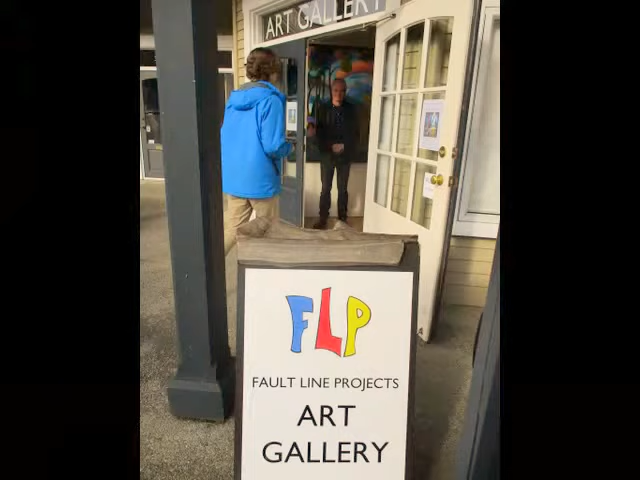 ART GALLERY
FLP
FAULT LINE PROJECTS
ART
GALLERY